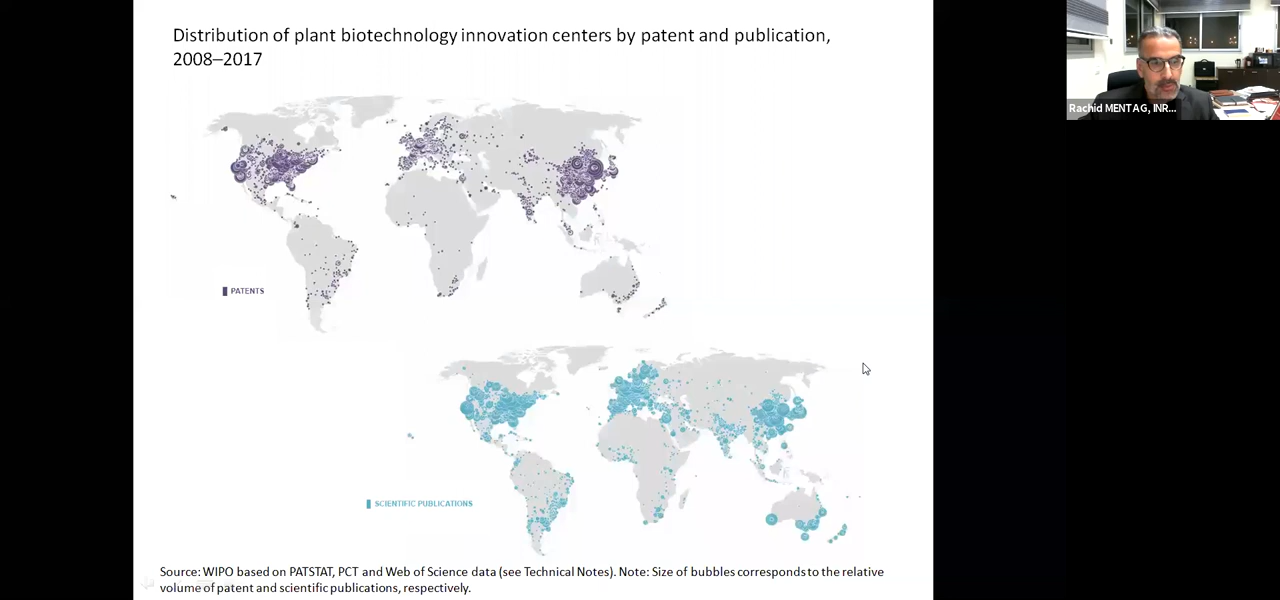 Distribution of plant biotechnology innovation centers by patent and publication,
2008–2017
Rachid MENTAG, INR...
PATENTS
SCIENTIFIC PUBLICATIONS
Source: WIPO based on PATSTAT, PCT and Web of Science data (see Technical Notes). Note: Size of bubbles corresponds to the relative
volume of patent and scientific publications, respectively.